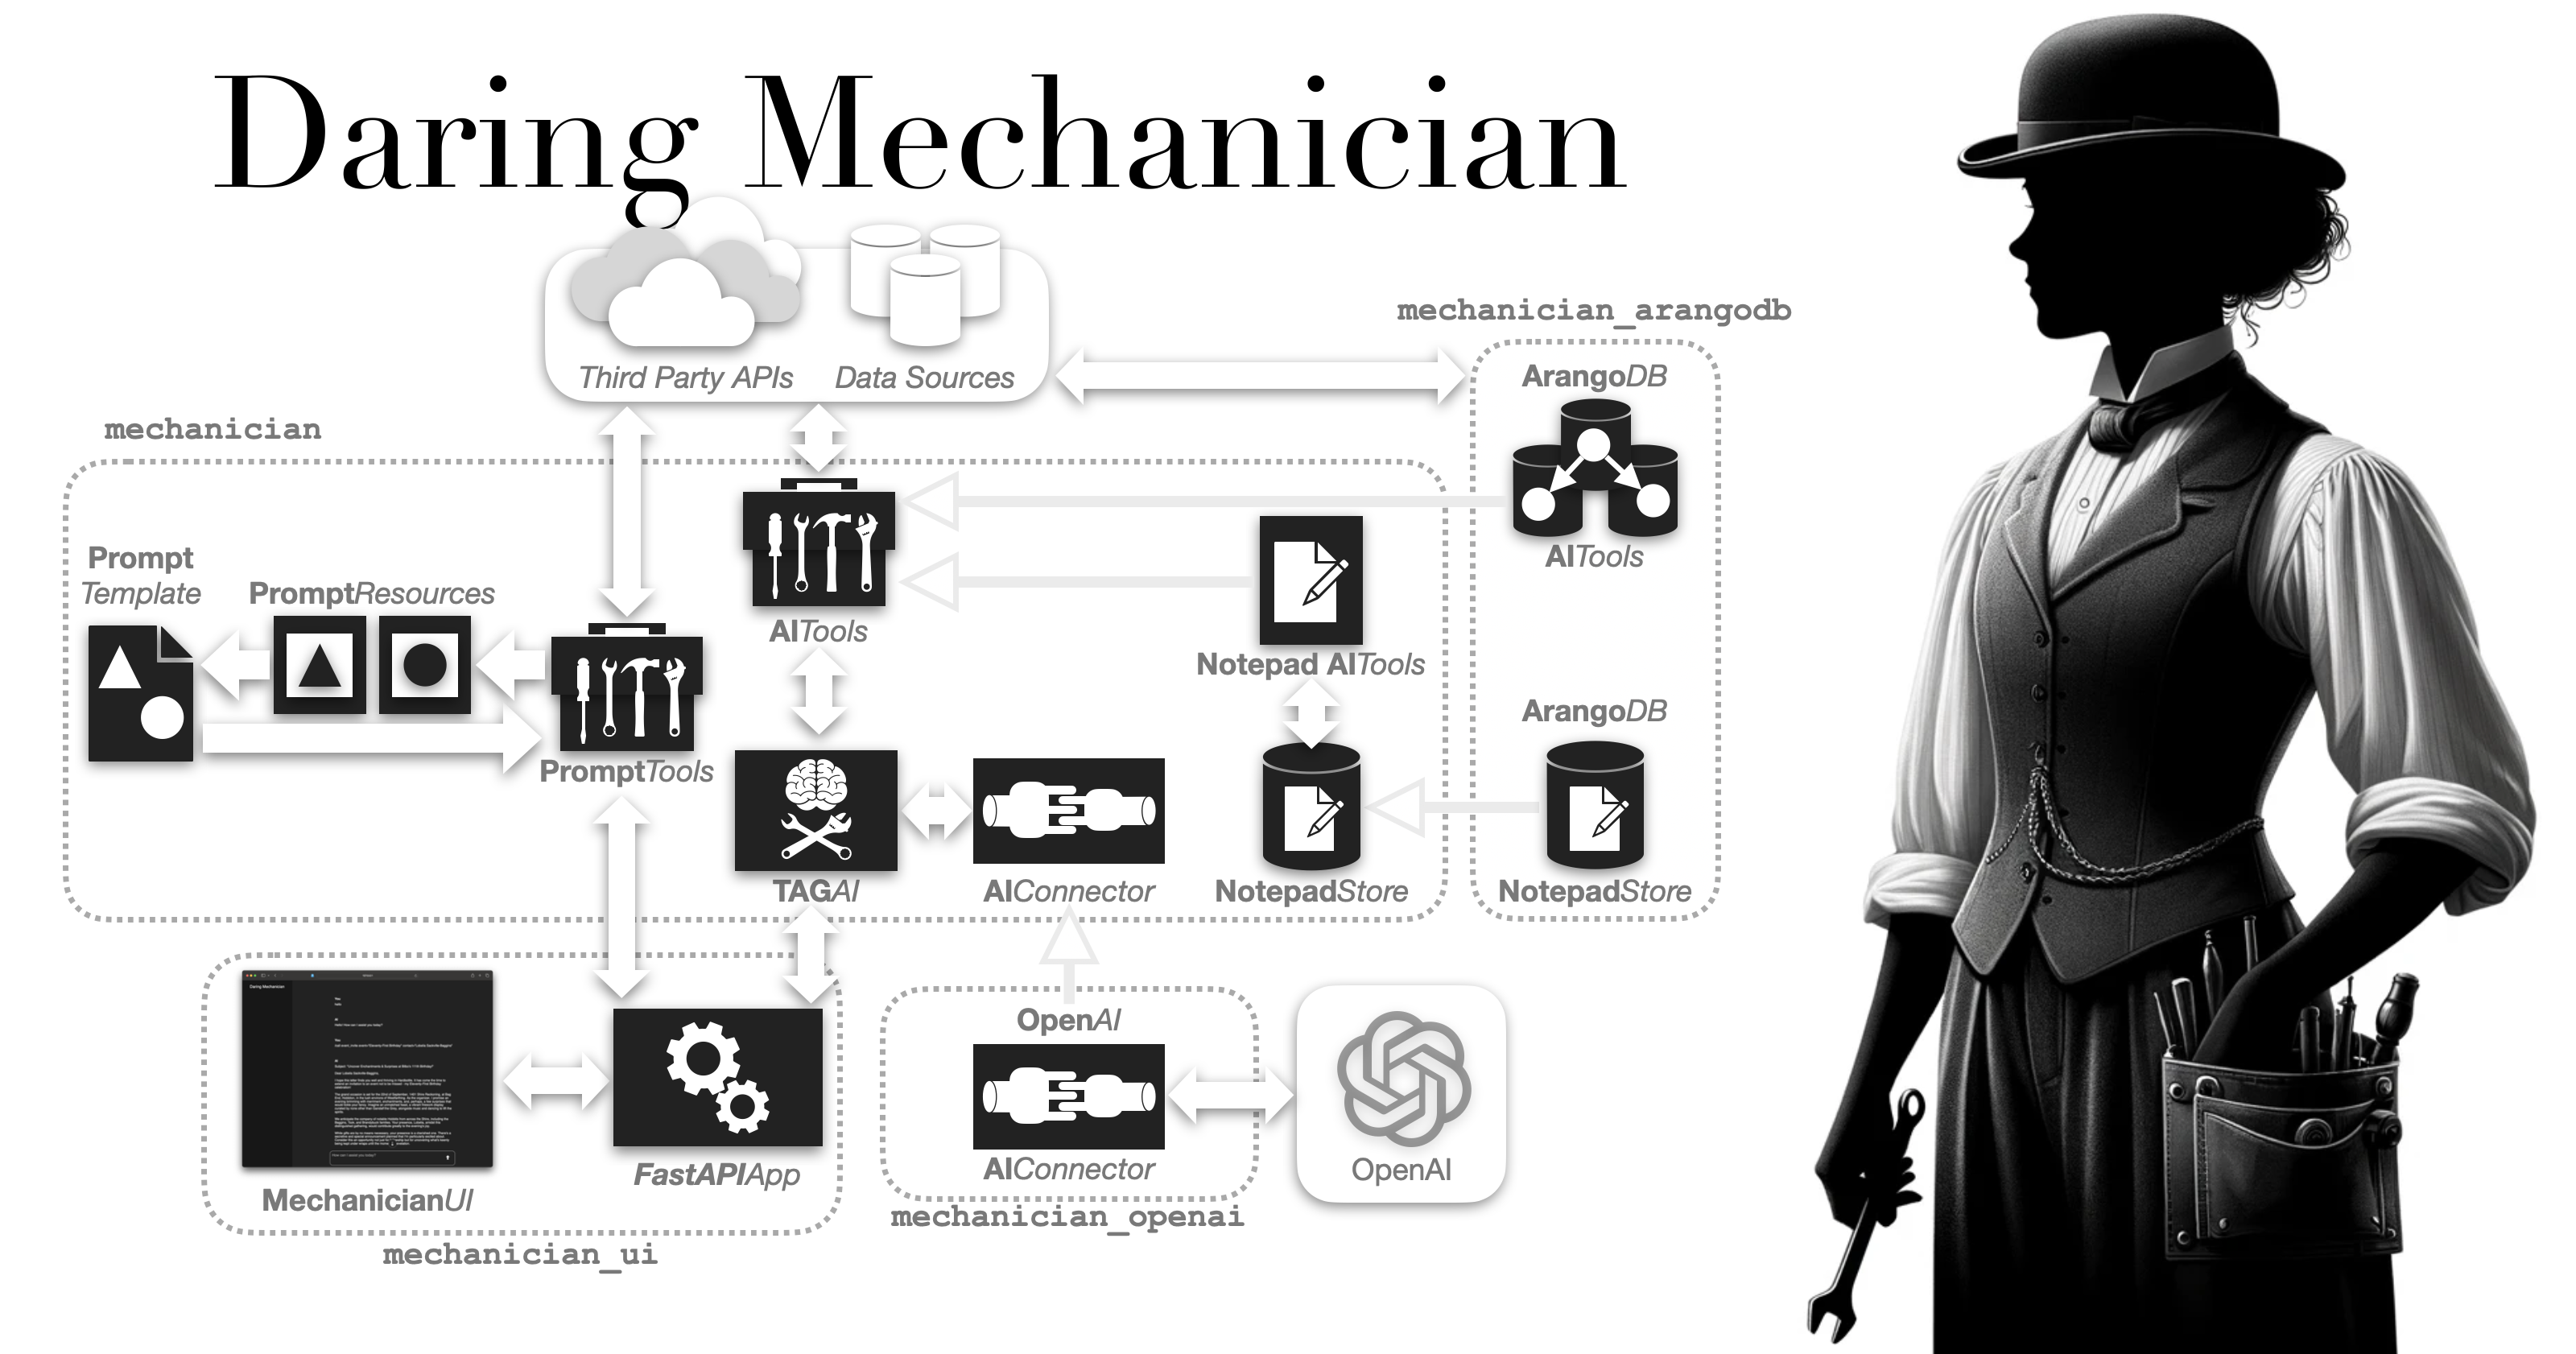 Daring Mechanician
Third Party APIs
Data Sources
mechanician_arangodb
ArangoDB
AITools
mechanician
Prompt
Template
PromptResources
PromptTools
AITools
Notepad AITools
ArangoDB
NotepadStore
TAGAI
AIConnector
NotepadStore
Daring Mechanician
MechanicianUI
FastAPIApp
mechanician_ui
OpenAI
AIConnector
mechanician_openai
OpenAI